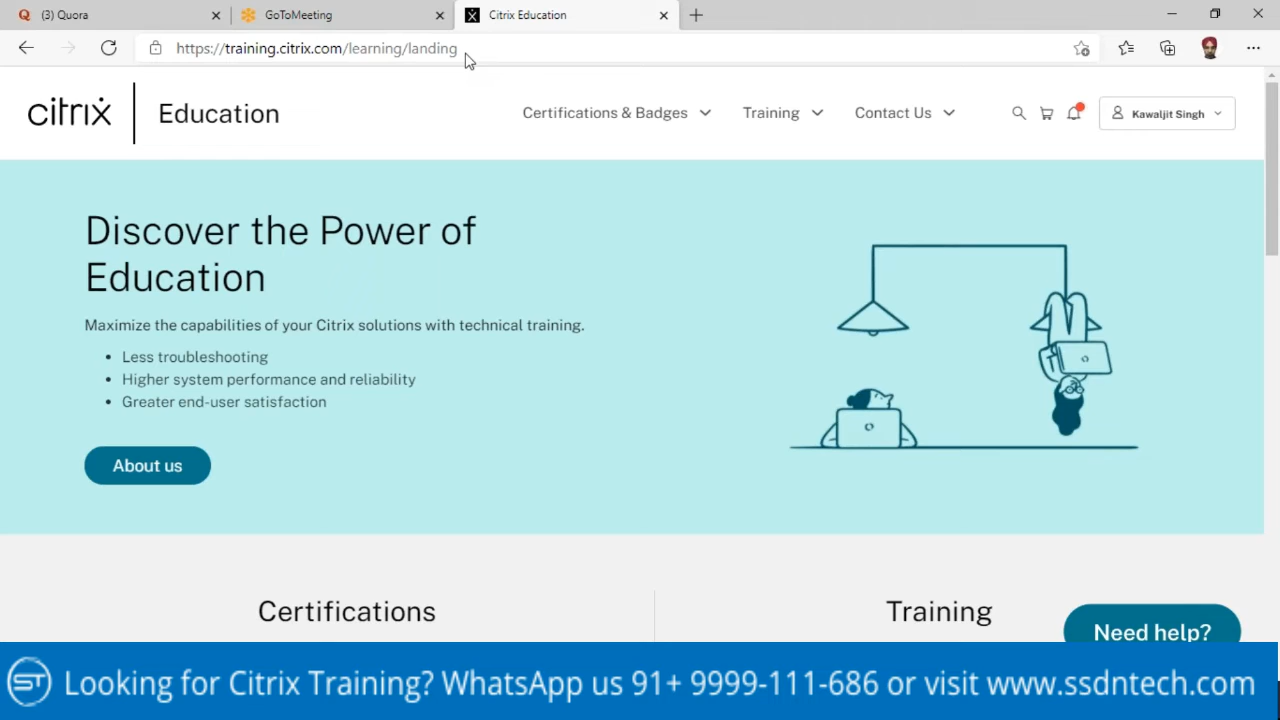 (3) Quora
GoToMeeting
Citrix Education
https://training.citrix.com/learning/landing
citrix
Education
Certifications & Badges
Training
Contact Us
Kawaljit Singh
Discover the Power of
Education
Maximize the capabilities of your Citrix solutions with technical training.
• Less troubleshooting
• Higher system performance and reliability
• Greater end-user satisfaction
About us
Certifications
Training
Need help?
ST Looking for Citrix Training? WhatsApp us 91+ 9999-111-686 or visit www.ssdntech.com